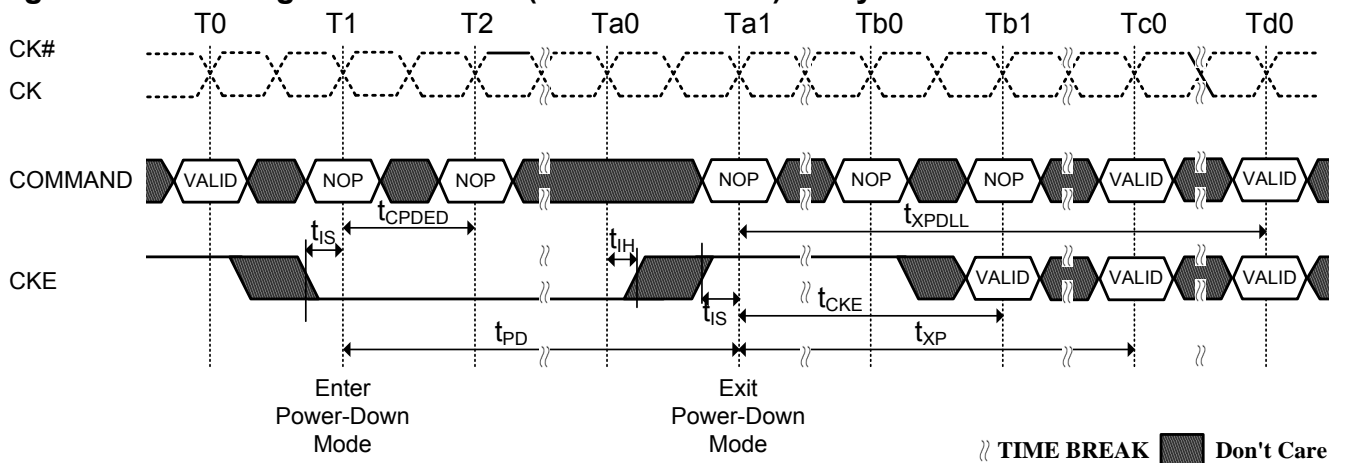 T0 T1 T2 Ta0 Ta1 Tb0 Tb1 Tc0 Td0
CK#
CK
COMMAND VALID NOP NOP NOP NOP NOP VALID VALID
tCPDED tXPDLL
tIS tIH
CKE VALID VALID VALID
tIS tCKE
tPD tXP
Enter
Power-Down
Mode
Exit
Power-Down
Mode
TIME BREAK Don't Care